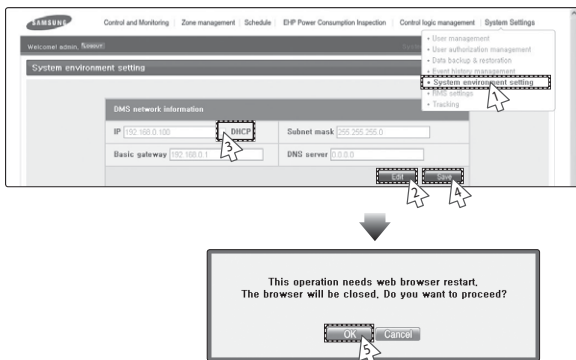 SAMSUNG Control and Monitoring | Zone management | Schedule | EHP Power Consumption Inspection | Control logic management | System Settings
Welcome! admin,
• User management
• User authorization management
• Data backup & restoration
• Event history management
• System environment setting
• RMS settings
• Tracking
System environment setting
1
DMS network information
IP 192.168.0.100 DHCP Subnet mask 255.255.255.0
3
Basic gateway 192.168.0.1 DNS server 0.0.0.0
Edit Save
2 4
This operation needs web browser restart.
The browser will be closed. Do you want to proceed?
OK Cancel
5